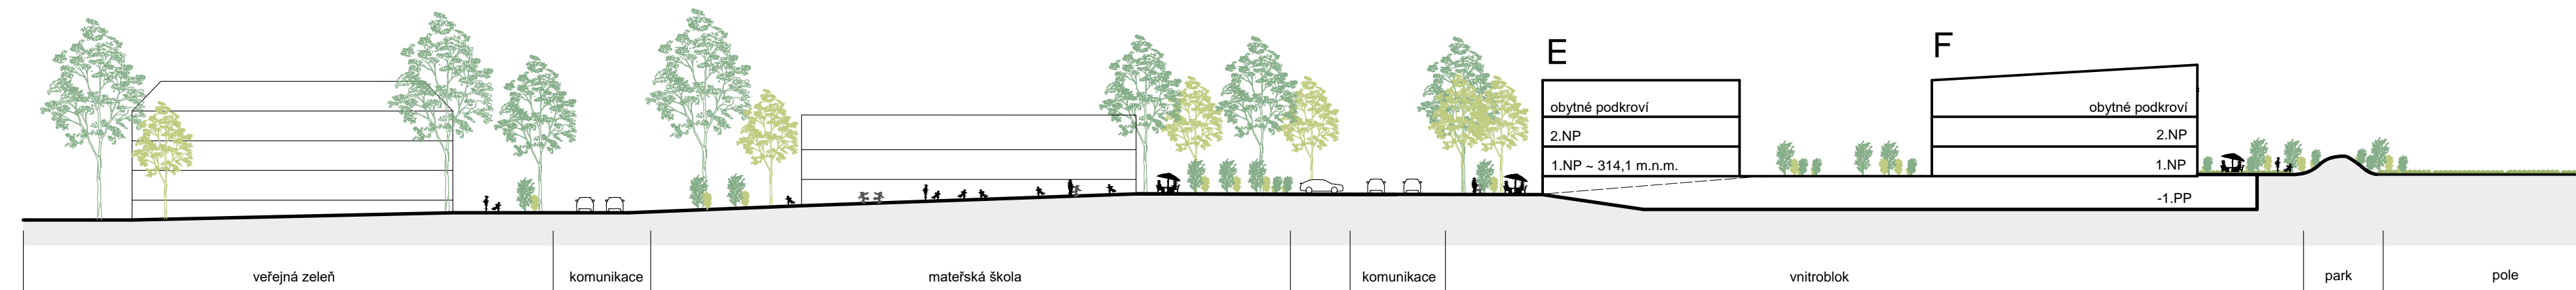 E
obytné podkroví
2.NP
1.NP ~ 314,1 m.n.m.
F
obytné podkroví
2.NP
1.NP
-1.PP
veřejná zeleň
komunikace
mateřská škola
komunikace
vnitroblok
park
pole